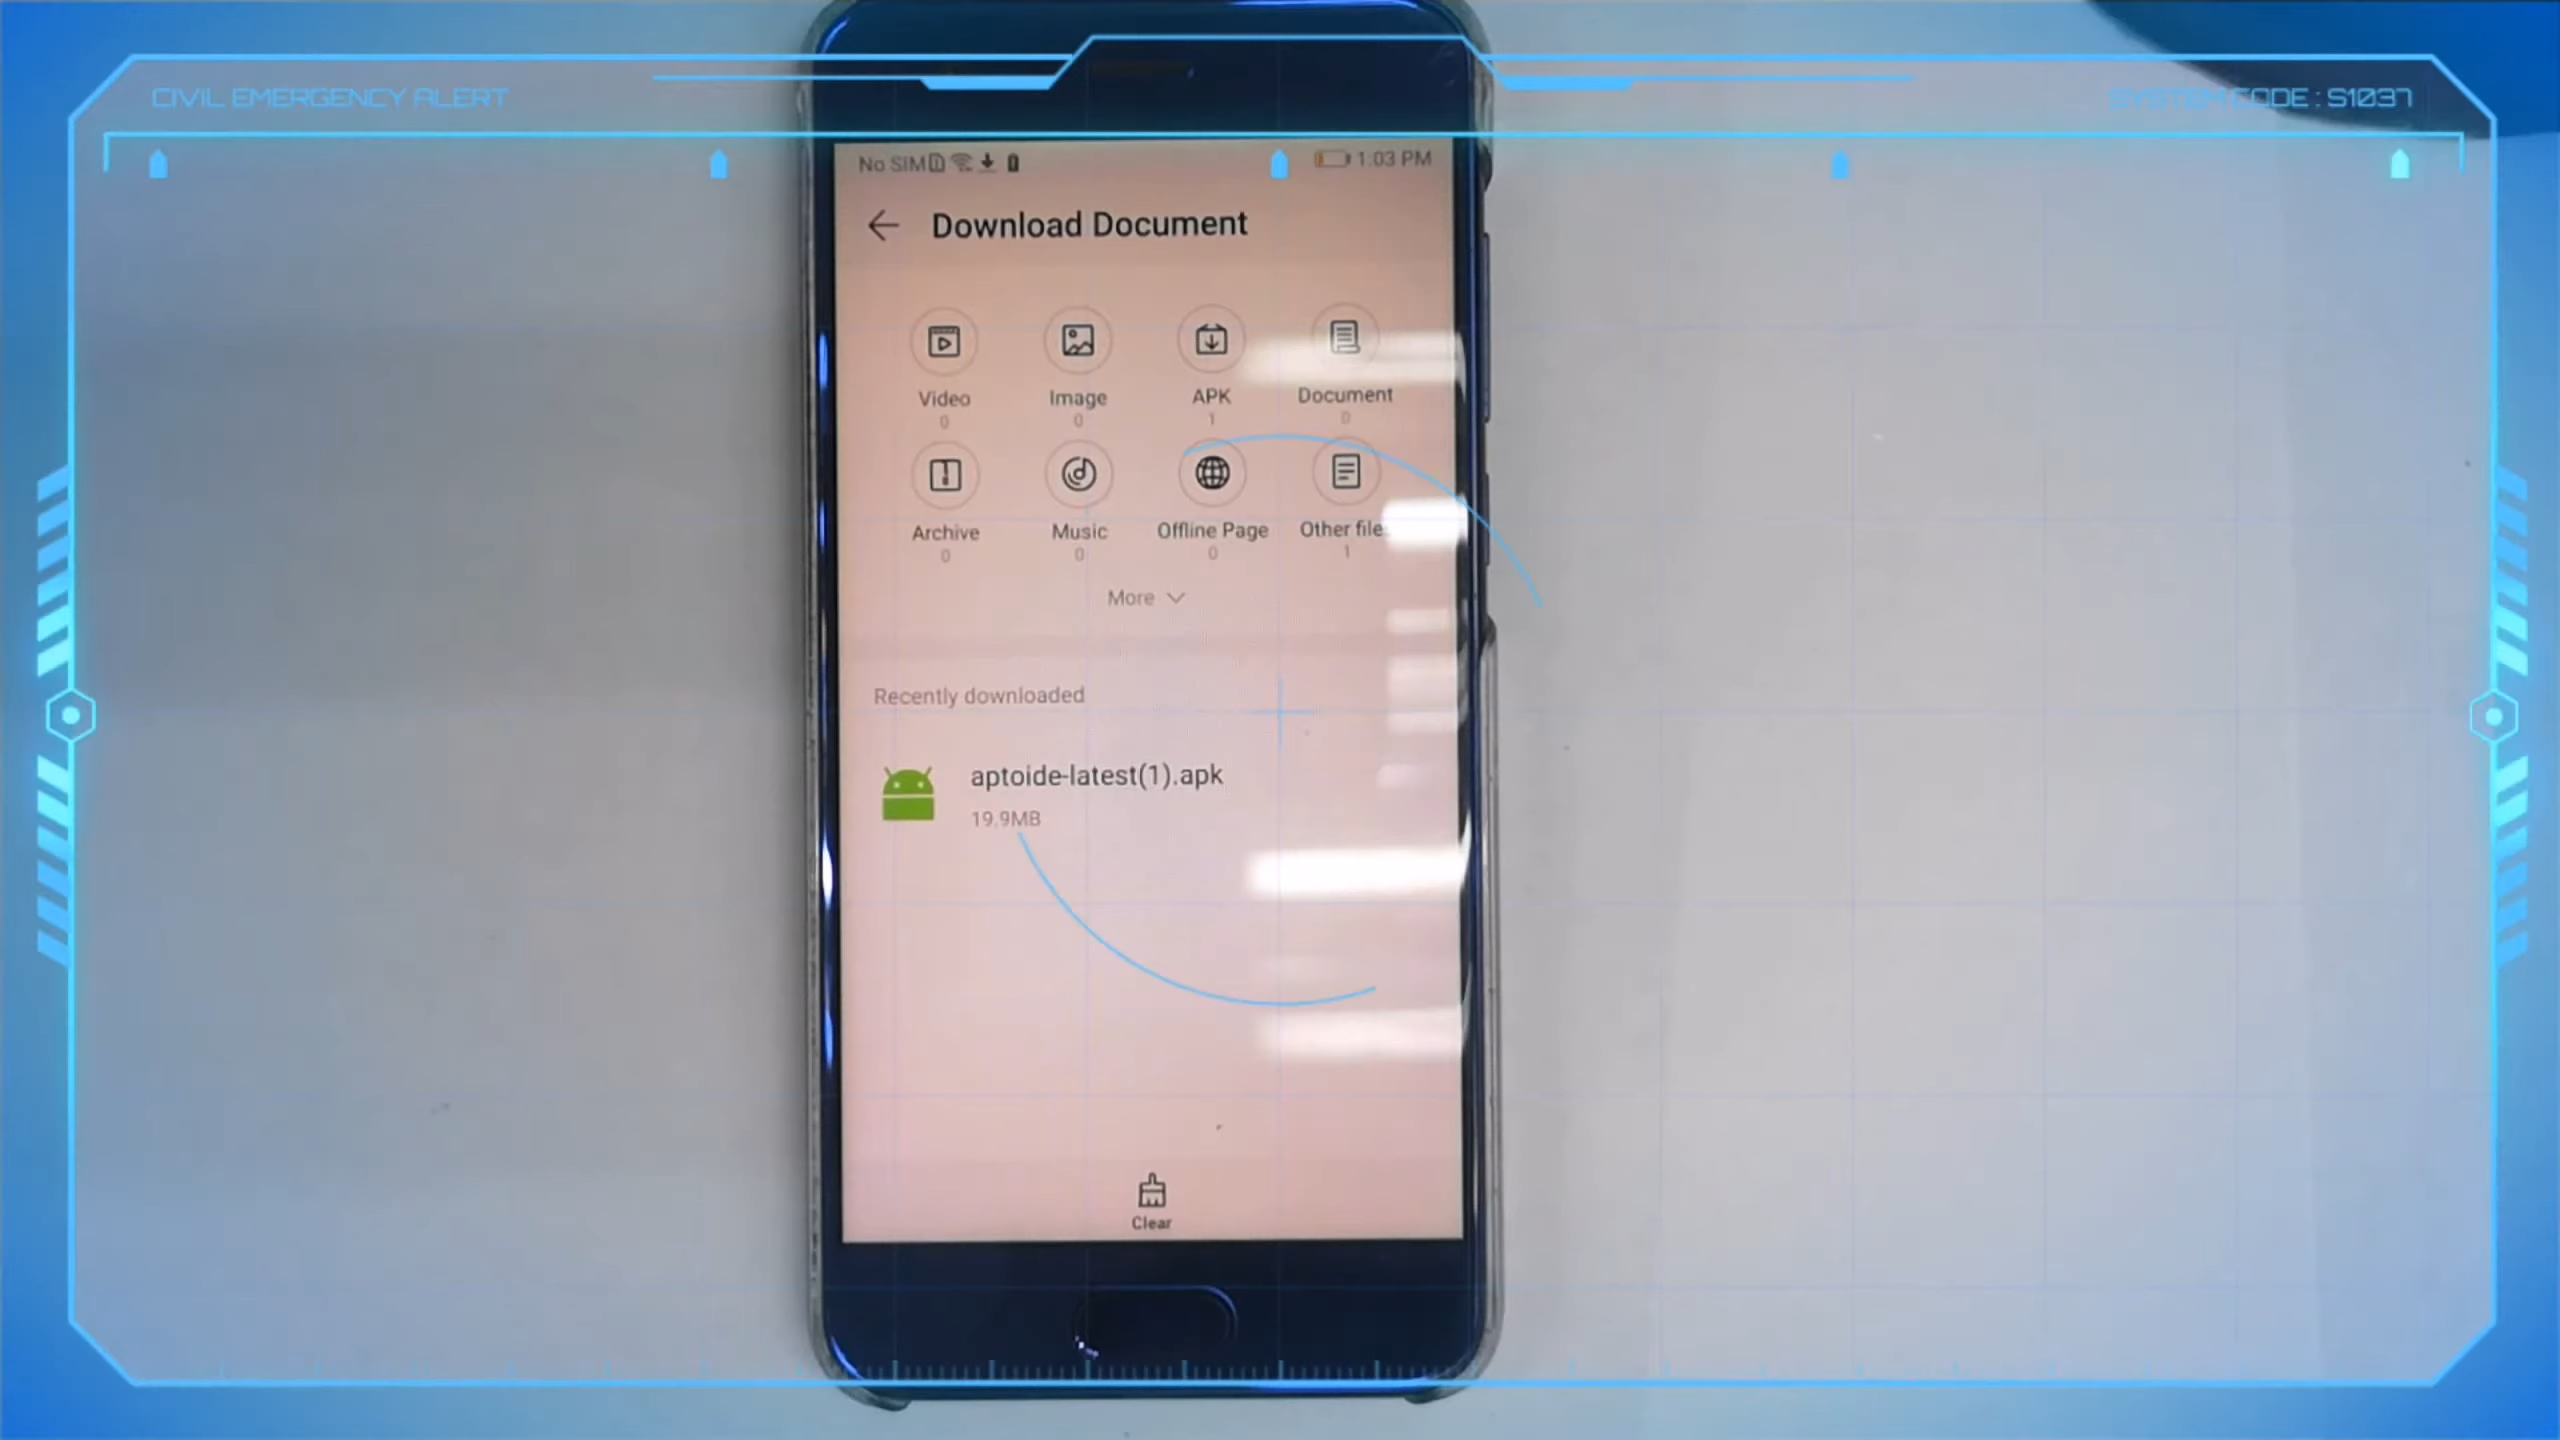 CIVIL EMERGENCY ALERT
SYSTEM CODE : S1037
No SIM
1:03 PM
Download Document
Video
Image
APK
Document
0
0
1
0
Archive
Music
Offline Page
Other file
0
0
0
1
More
Recently downloaded
aptoide-latest(1).apk
19.9MB
Clear